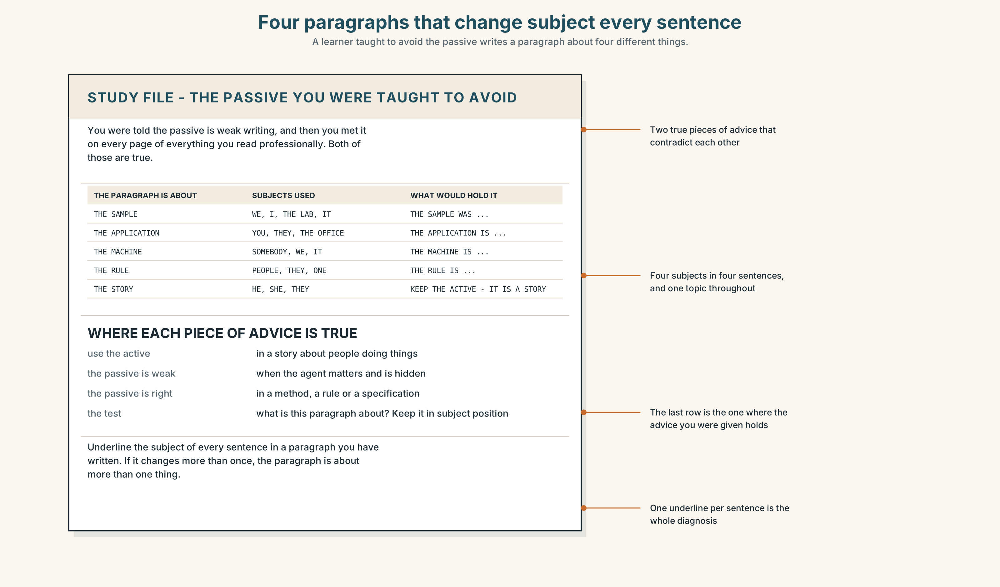 Four paragraphs that change subject every sentence
A learner taught to avoid the passive writes a paragraph about four different things.
STUDY FILE - THE PASSIVE YOU WERE TAUGHT TO AVOID
You were told the passive is weak writing, and then you met it
on every page of everything you read professionally. Both of
those are true.
Two true pieces of advice that
contradict each other
THE PARAGRAPH IS ABOUT SUBJECTS USED WHAT WOULD HOLD IT
THE SAMPLE WE, I, THE LAB, IT THE SAMPLE WAS ...
THE APPLICATION YOU, THEY, THE OFFICE THE APPLICATION IS ...
THE MACHINE SOMEBODY, WE, IT THE MACHINE IS ...
THE RULE PEOPLE, THEY, ONE THE RULE IS ...
THE STORY HE, SHE, THEY KEEP THE ACTIVE - IT IS A STORY
Four subjects in four sentences,
and one topic throughout
WHERE EACH PIECE OF ADVICE IS TRUE
use the active in a story about people doing things
the passive is weak when the agent matters and is hidden
the passive is right in a method, a rule or a specification
the test what is this paragraph about? Keep it in subject position
The last row is the one where the
advice you were given holds
Underline the subject of every sentence in a paragraph you have
written. If it changes more than once, the paragraph is about
more than one thing.
One underline per sentence is the
whole diagnosis